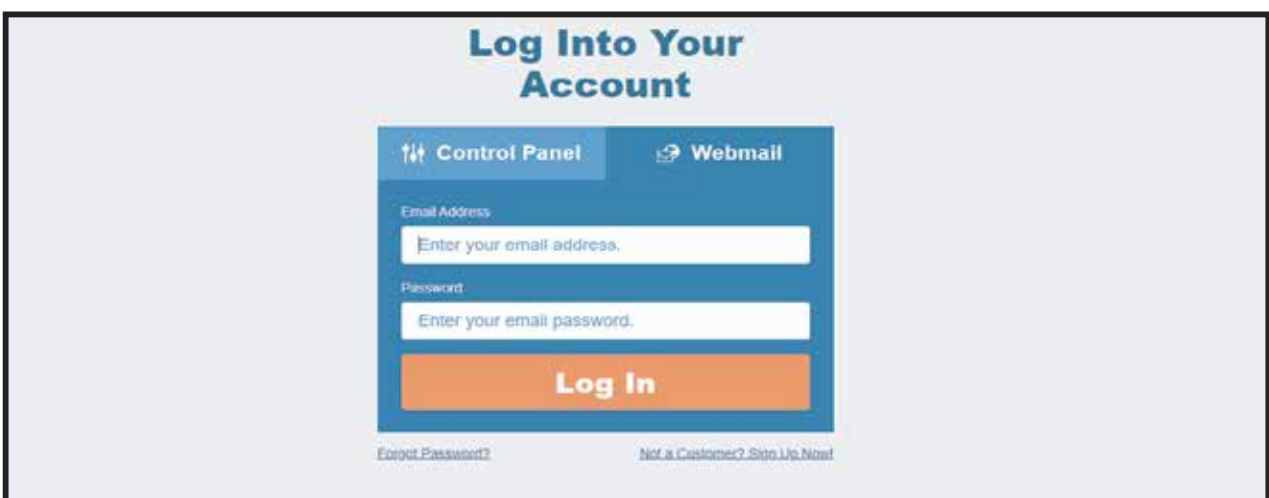 Log Into Your
Account
Control Panel
Webmail
Email Address
Enter your email address.
Password
Enter your email password.
Log In
Forgot Password?
Not a Customer? Sign Up Now!